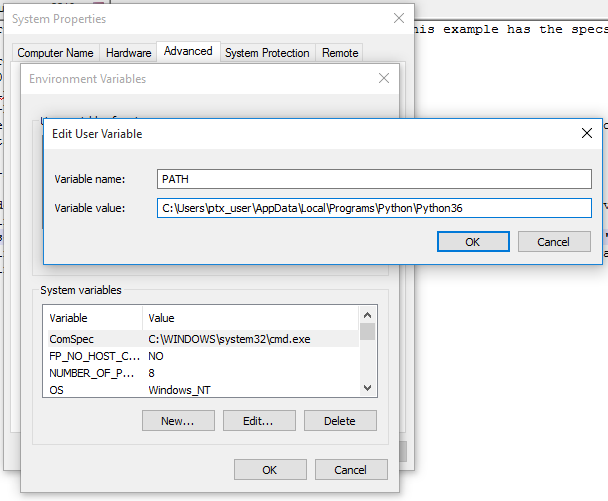 System Properties
his example has the specs
Computer Name Hardware Advanced System Protection Remote
Environment Variables
Edit User Variable
Variable name: PATH
Variable value: C:\Users\ptx_user\AppData\Local\Programs\Python\Python36
OK Cancel
System variables
Variable Value
ComSpec C:\WINDOWS\system32\cmd.exe
FP_NO_HOST_C... NO
NUMBER_OF_P... 8
OS Windows_NT
New... Edit... Delete
OK Cancel